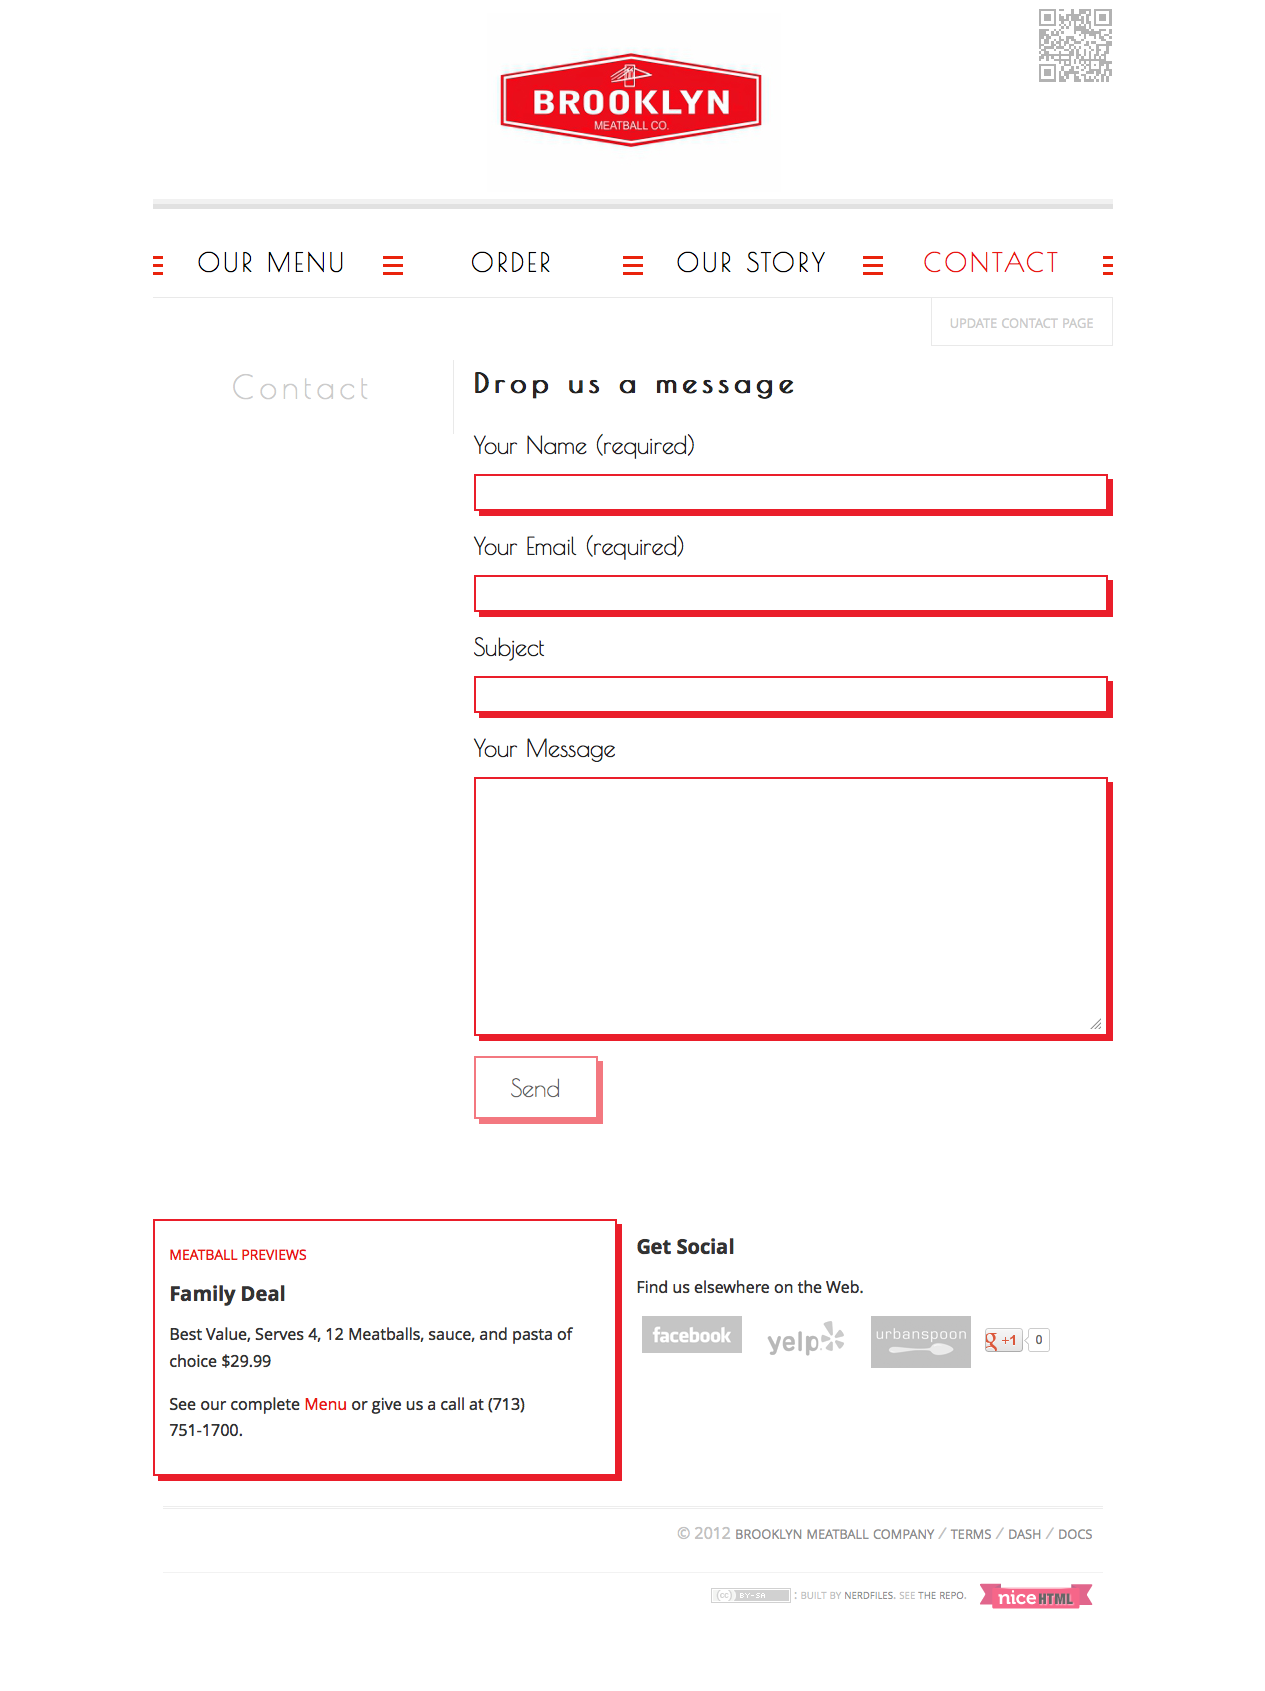 BROOKLYN
MEATBALL CO.
OUR MENU
ORDER
OUR STORY
CONTACT
UPDATE CONTACT PAGE
Contact
Drop us a message
Your Name (required)
Your Email (required)
Subject
Your Message
Send
MEATBALL PREVIEWS
Family Deal
Best Value, Serves 4, 12 Meatballs, sauce, and pasta of
choice $29.99
See our complete Menu or give us a call at (713)
751-1700.
Get Social
Find us elsewhere on the Web.
facebook
yelp
urbanspoon
g +1
0
© 2012 BROOKLYN MEATBALL COMPANY / TERMS / DASH / DOCS
cc BY-SA : BUILT BY NERDFILES. SEE THE REPO.
nice HTML